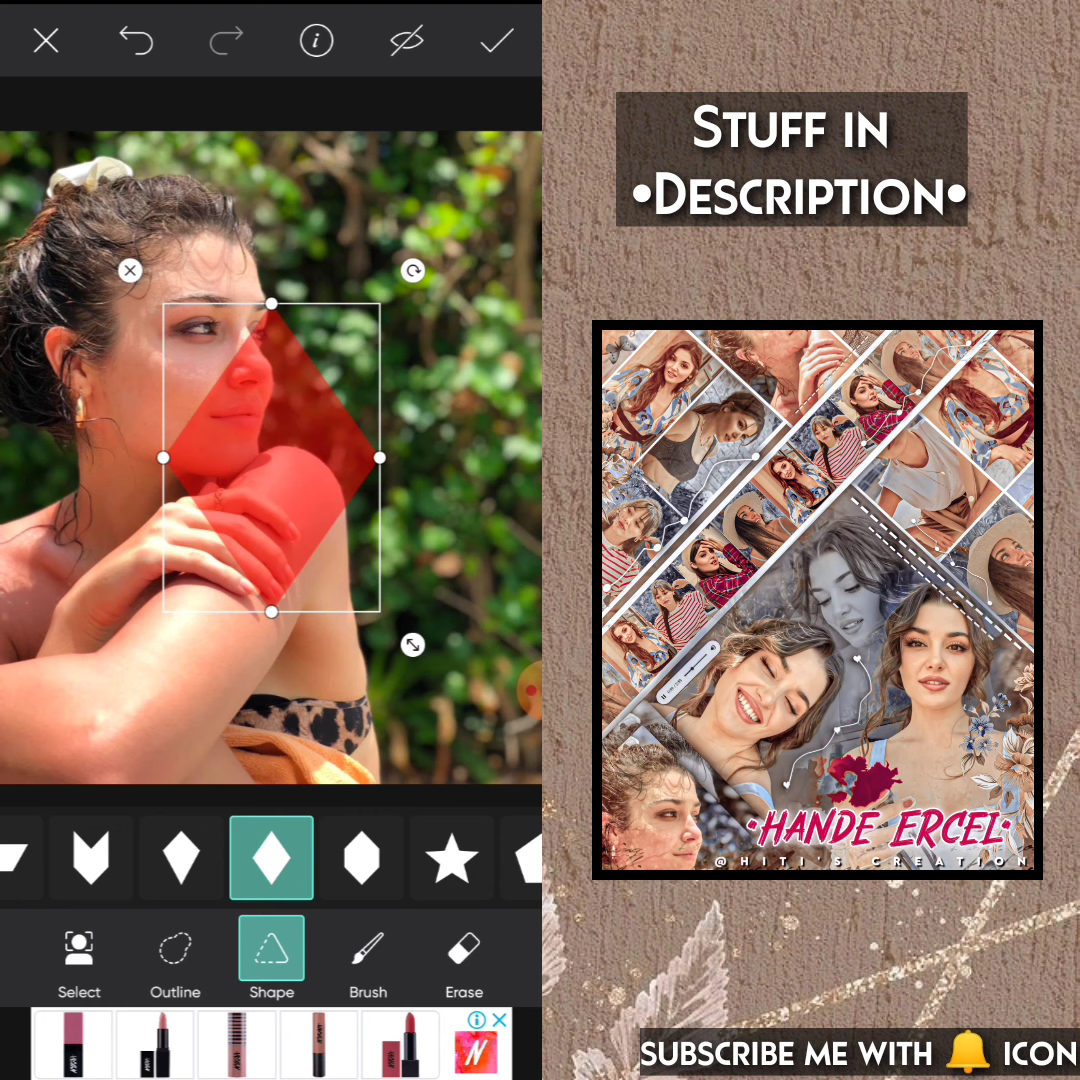 STUFF IN
•DESCRIPTION•
•HANDE ERCEL•
@HITI'S CREATION
Select Outline Shape Brush Erase
N
SUBSCRIBE ME WITH 🔔 ICON